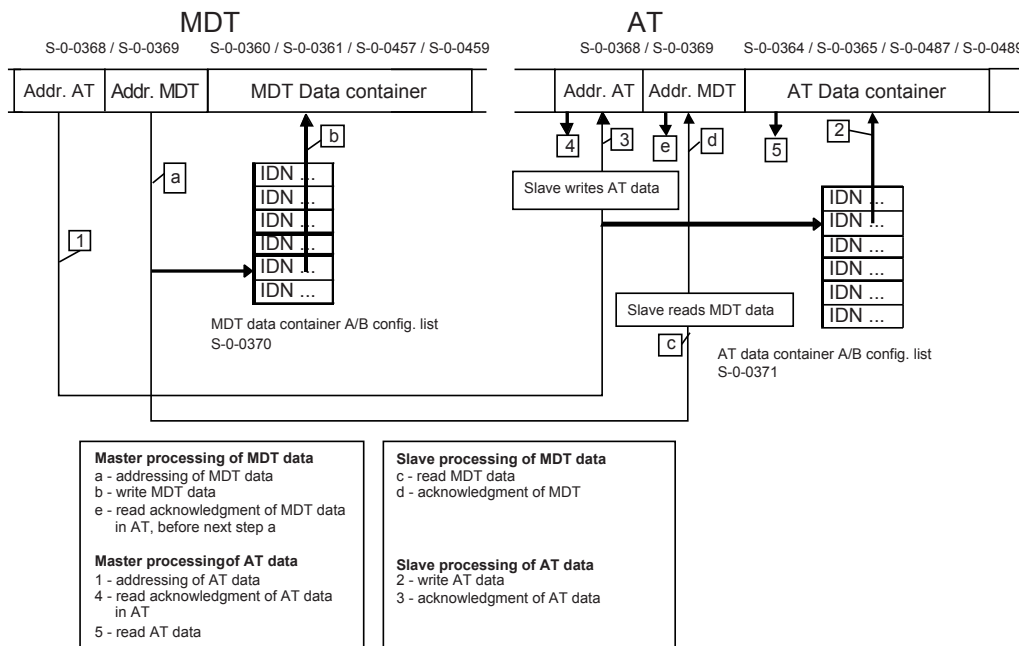 MDT
AT
S-0-0368 / S-0-0369
S-0-0360 / S-0-0361 / S-0-0457 / S-0-0459
S-0-0368 / S-0-0369
S-0-0364 / S-0-0365 / S-0-0487 / S-0-0489
Addr. AT
Addr. MDT
MDT Data container
Addr. AT
Addr. MDT
AT Data container
b
4
3
e
d
5
2
a
IDN ...
IDN ...
IDN ...
IDN ...
IDN ...
IDN ...
Slave writes AT data
IDN ...
IDN ...
IDN ...
IDN ...
IDN ...
IDN ...
1
Slave reads MDT data
MDT data container A/B config. list
S-0-0370
c
AT data container A/B config. list
S-0-0371
Master processing of MDT data
a - addressing of MDT data
b - write MDT data
e - read acknowledgment of MDT data
in AT, before next step a
Master processingof AT data
1 - addressing of AT data
4 - read acknowledgment of AT data
in AT
5 - read AT data
Slave processing of MDT data
c - read MDT data
d - acknowledgment of MDT
Slave processing of AT data
2 - write AT data
3 - acknowledgment of AT data